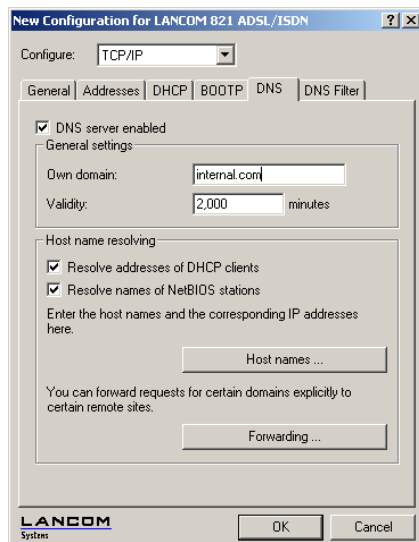 New Configuration for LANCOM 821 ADSL/ISDN
Configure: TCP/IP
General Addresses DHCP BOOTP DNS DNS Filter
DNS server enabled
General settings
Own domain: internal.com
Validity: 2,000 minutes
Host name resolving
Resolve addresses of DHCP clients
Resolve names of NetBIOS stations
Enter the host names and the corresponding IP addresses
here.
Host names ...
You can forward requests for certain domains explicitly to
certain remote sites.
Forwarding ...
LANCOM
Systems
OK Cancel